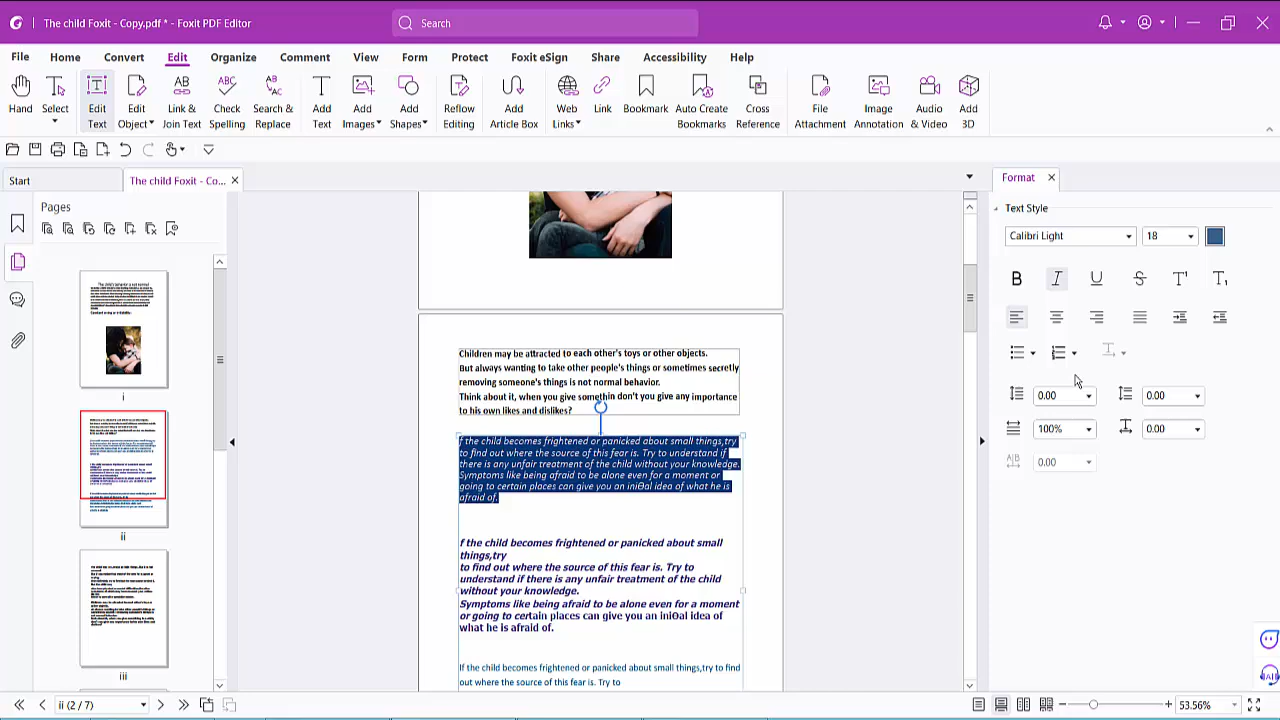 The child Foxit - Copy.pdf * - Foxit PDF Editor
Search
File Home Convert Edit Organize Comment View Form Protect Foxit eSign Share Accessibility Help
Hand
Select
Edit Text
Edit Object
Link & Join Text
Check Spelling
Search & Replace
Add Text
Add Images
Add Shapes
Reflow Editing
Add Article Box
Web Links
Link
Bookmark
Auto Create Bookmarks
Cross Reference
File Attachment
Image Annotation
Audio & Video
Add 3D
Start
The child Foxit - Co...
Pages
i
ii
iii
Children may be attracted to each other's toys or other objects.
But always wanting to take other people's things or sometimes secretly
removing someone's things is not normal behavior.
Think about it, when you give somethin don't you give any importance
to his own likes and dislikes?
f the child becomes frightened or panicked about small things,try
to find out where the source of this fear is. Try to understand if
there is any unfair treatment of the child without your knowledge.
Symptoms like being afraid to be alone even for a moment or
going to certain places can give you an iniϴal idea of what he is
afraid of.
f the child becomes frightened or panicked about small
things,try
to find out where the source of this fear is. Try to
understand if there is any unfair treatment of the child
without your knowledge.
Symptoms like being afraid to be alone even for a moment
or going to certain places can give you an iniϴal idea of
what he is afraid of.
If the child becomes frightened or panicked about small things,try to find
out where the source of this fear is. Try to
Format
Text Style
Calibri Light 18
B I U S T' T,
0.00 0.00
100% 0.00
A|B 0.00
ii (2 / 7)
53.56%